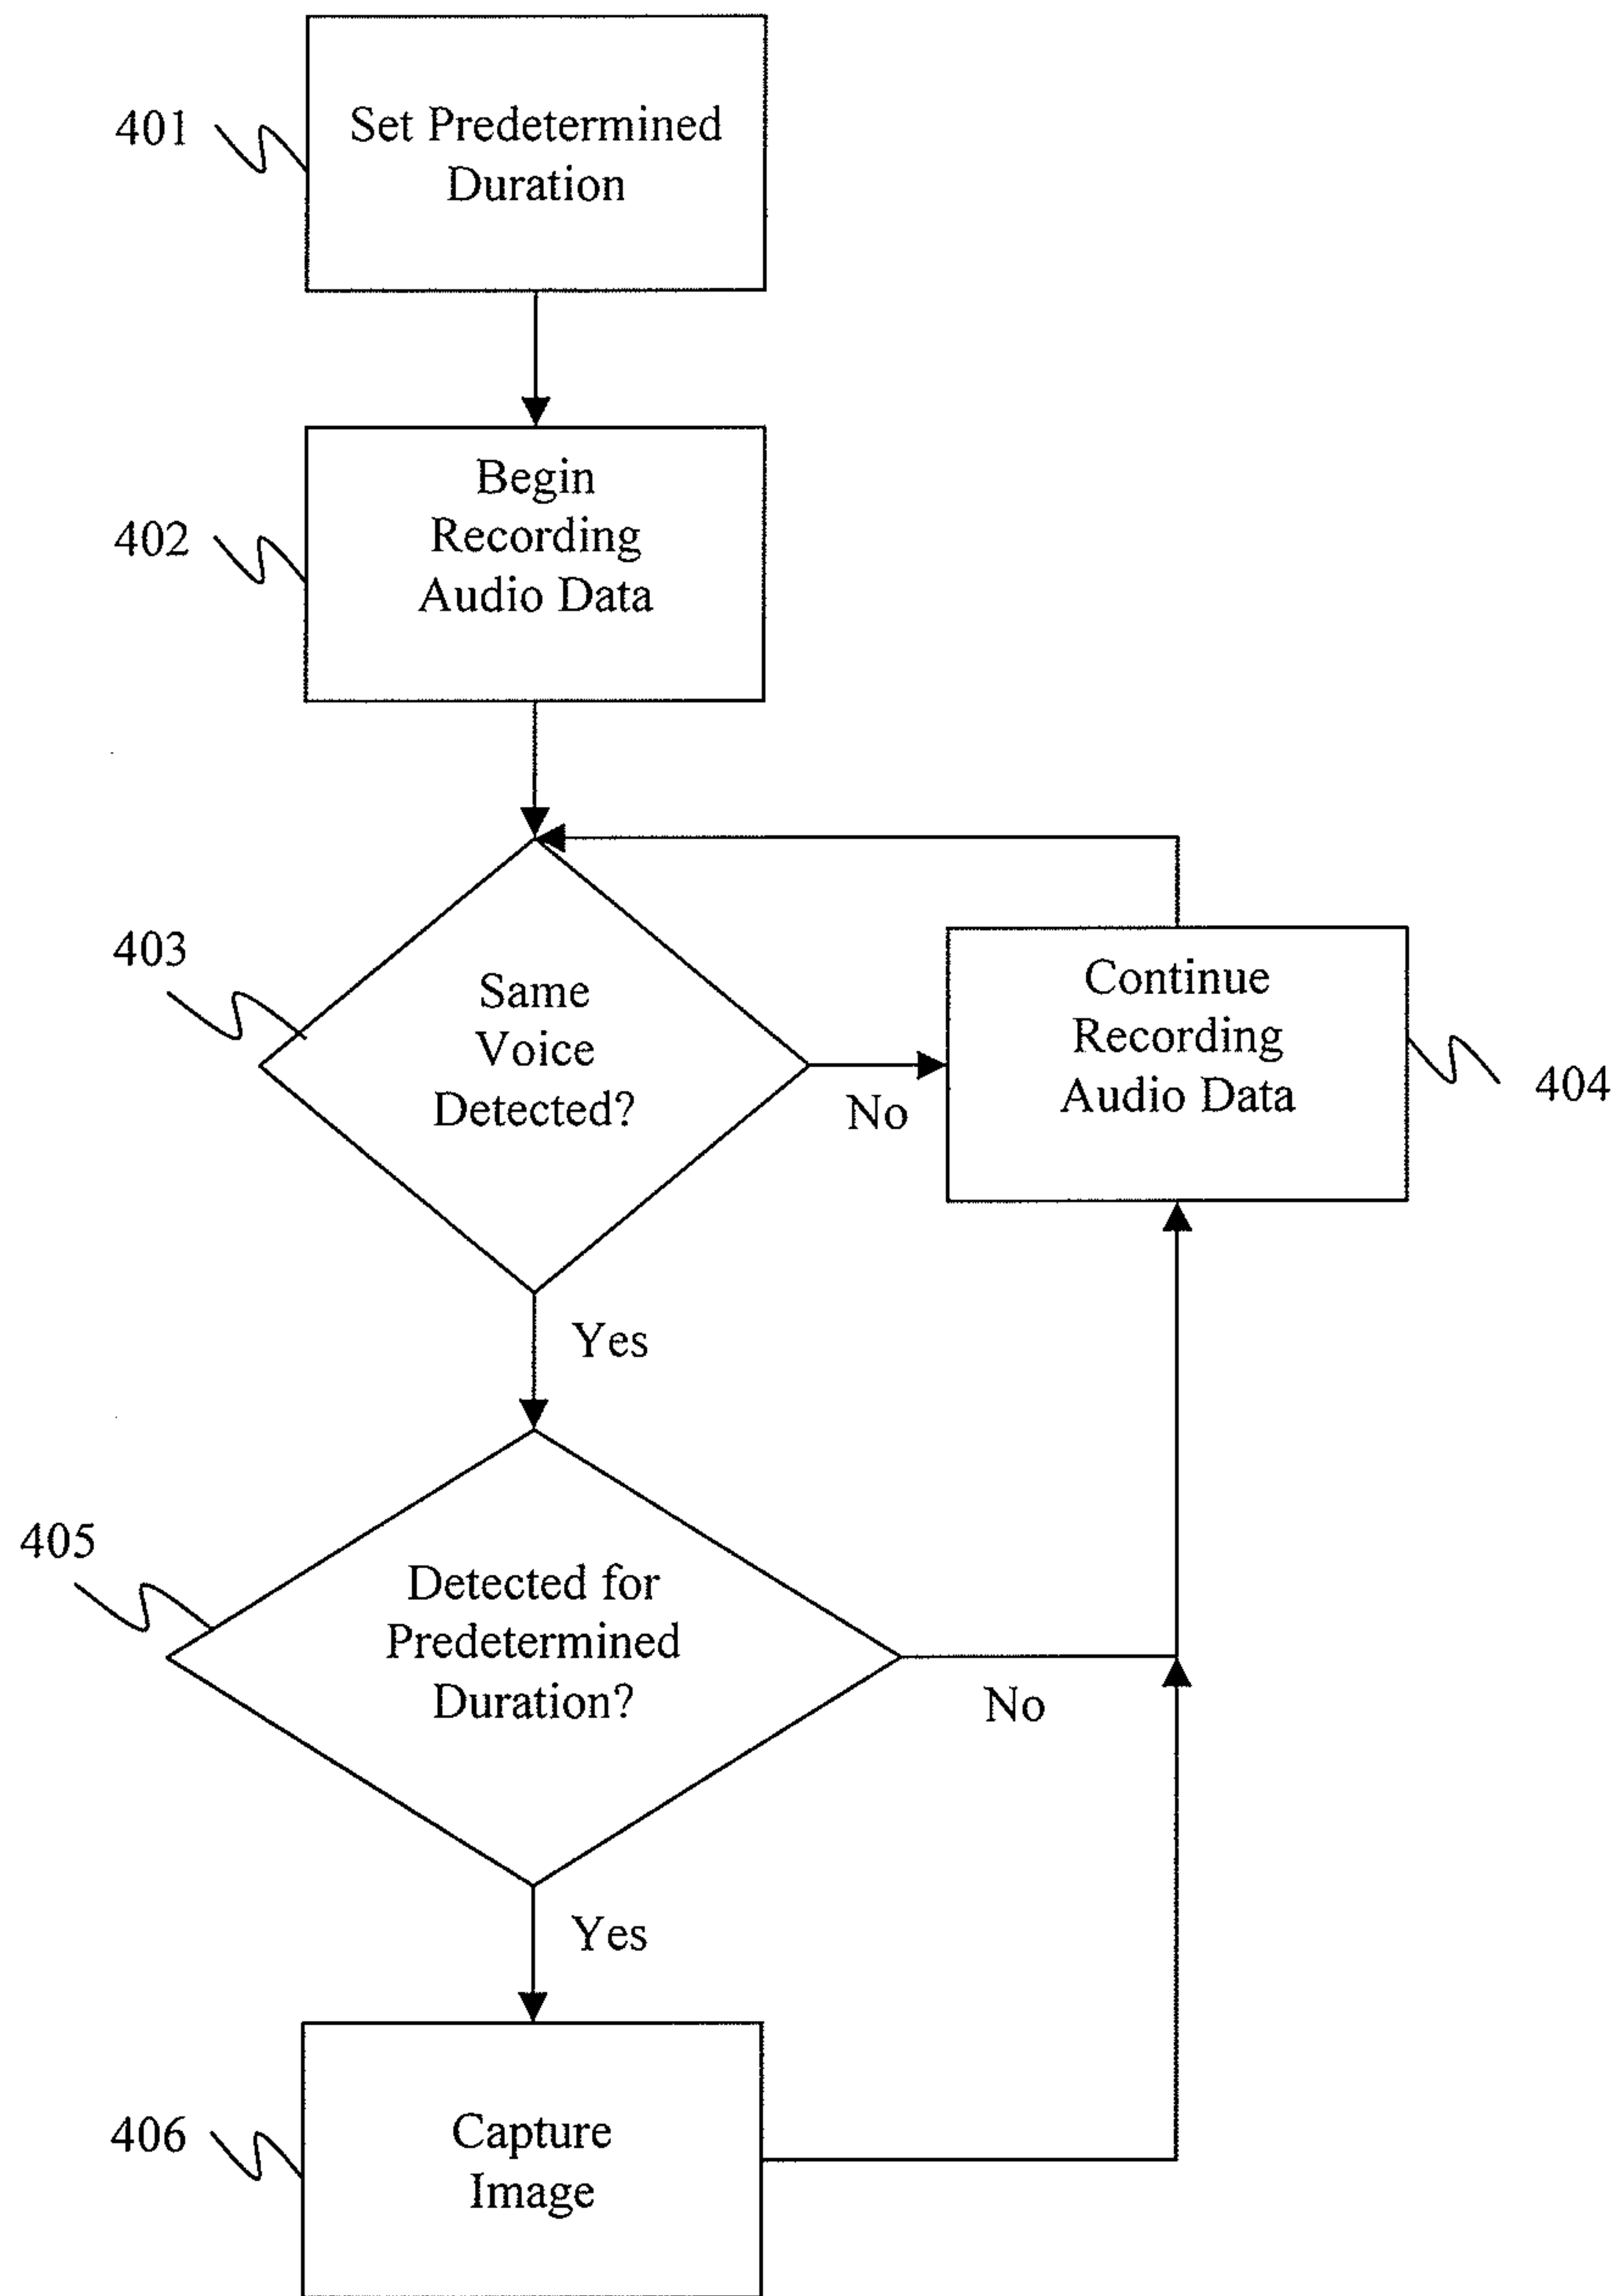 401
Set Predetermined
Duration
402
Begin
Recording
Audio Data
403
Same
Voice
Detected?
No
Continue
Recording
Audio Data
404
Yes
405
Detected for
Predetermined
Duration?
No
Yes
406
Capture
Image